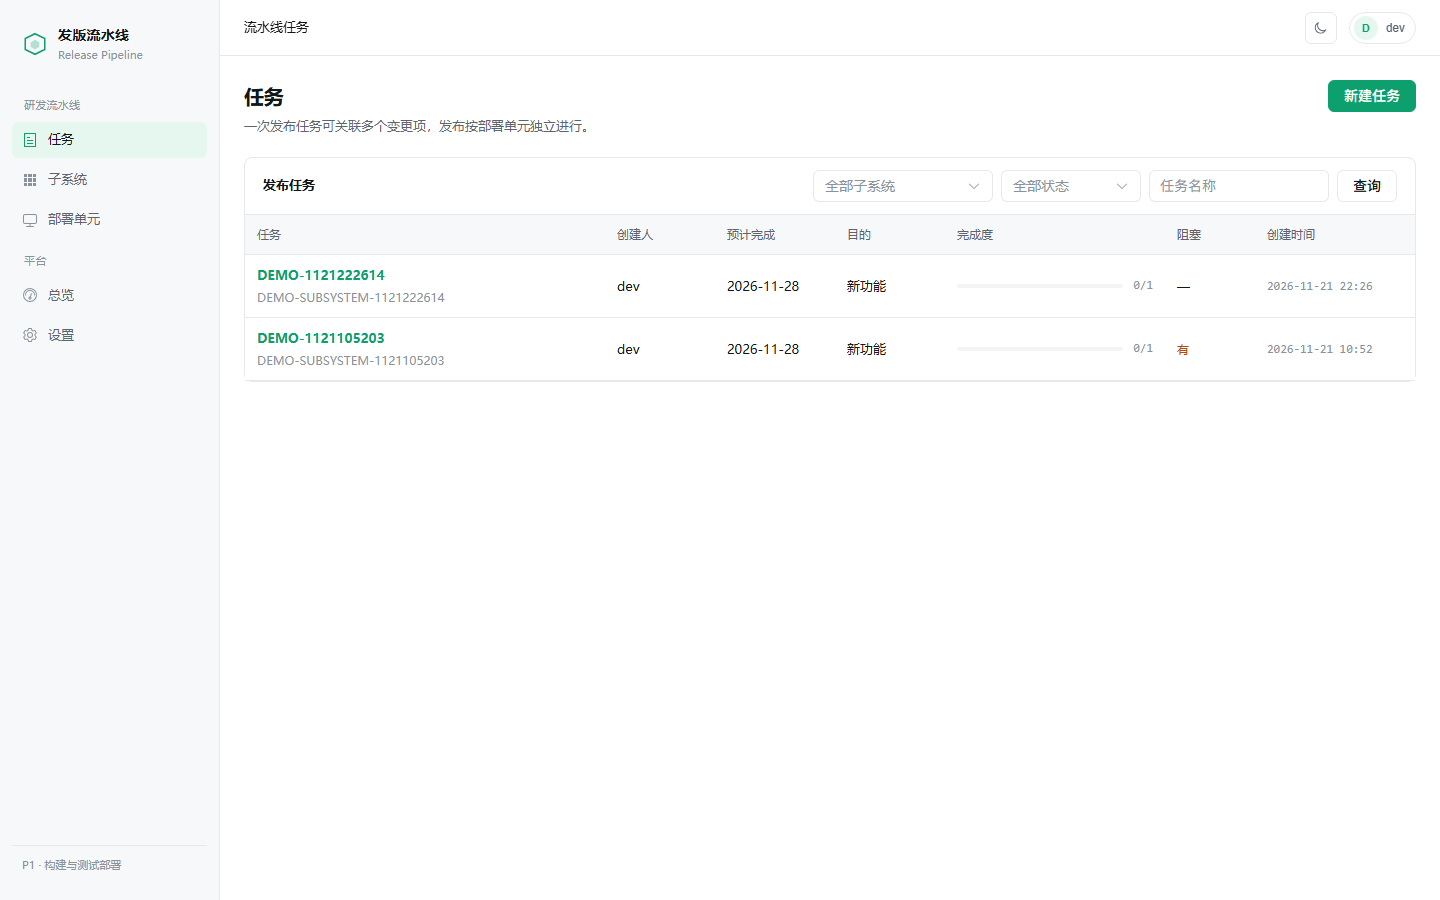 发版流水线
Release Pipeline
研发流水线
任务
子系统
部署单元
平台
总览
设置
P1 · 构建与测试部署
流水线任务
D dev
任务
新建任务
一次发布任务可关联多个变更项，发布按部署单元独立进行。
发布任务 全部子系统 全部状态 任务名称 查询
任务 创建人 预计完成 目的 完成度 阻塞 创建时间
DEMO-1121222614
DEMO-SUBSYSTEM-1121222614
dev 2026-11-28 新功能 0/1 — 2026-11-21 22:26
DEMO-1121105203
DEMO-SUBSYSTEM-1121105203
dev 2026-11-28 新功能 0/1 有 2026-11-21 10:52